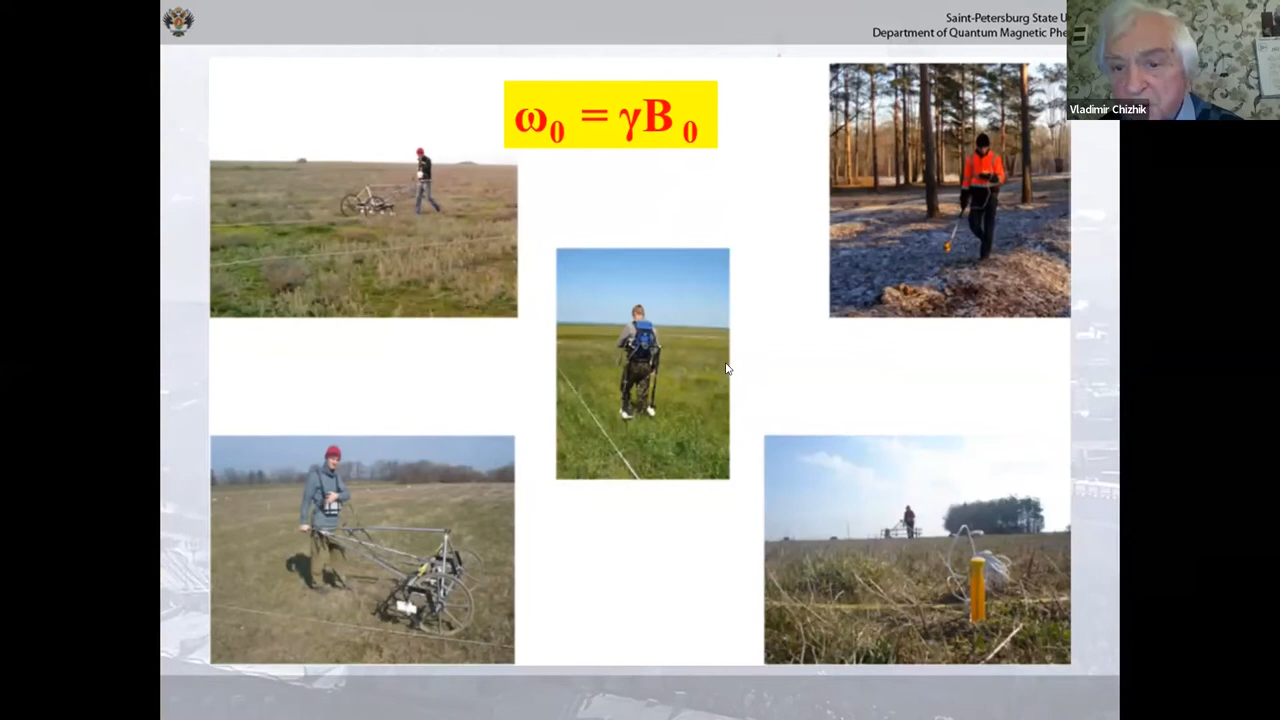 Saint-Petersburg State U
Department of Quantum Magnetic Phe
Vladimir Chizhik
ω₀ = γB₀